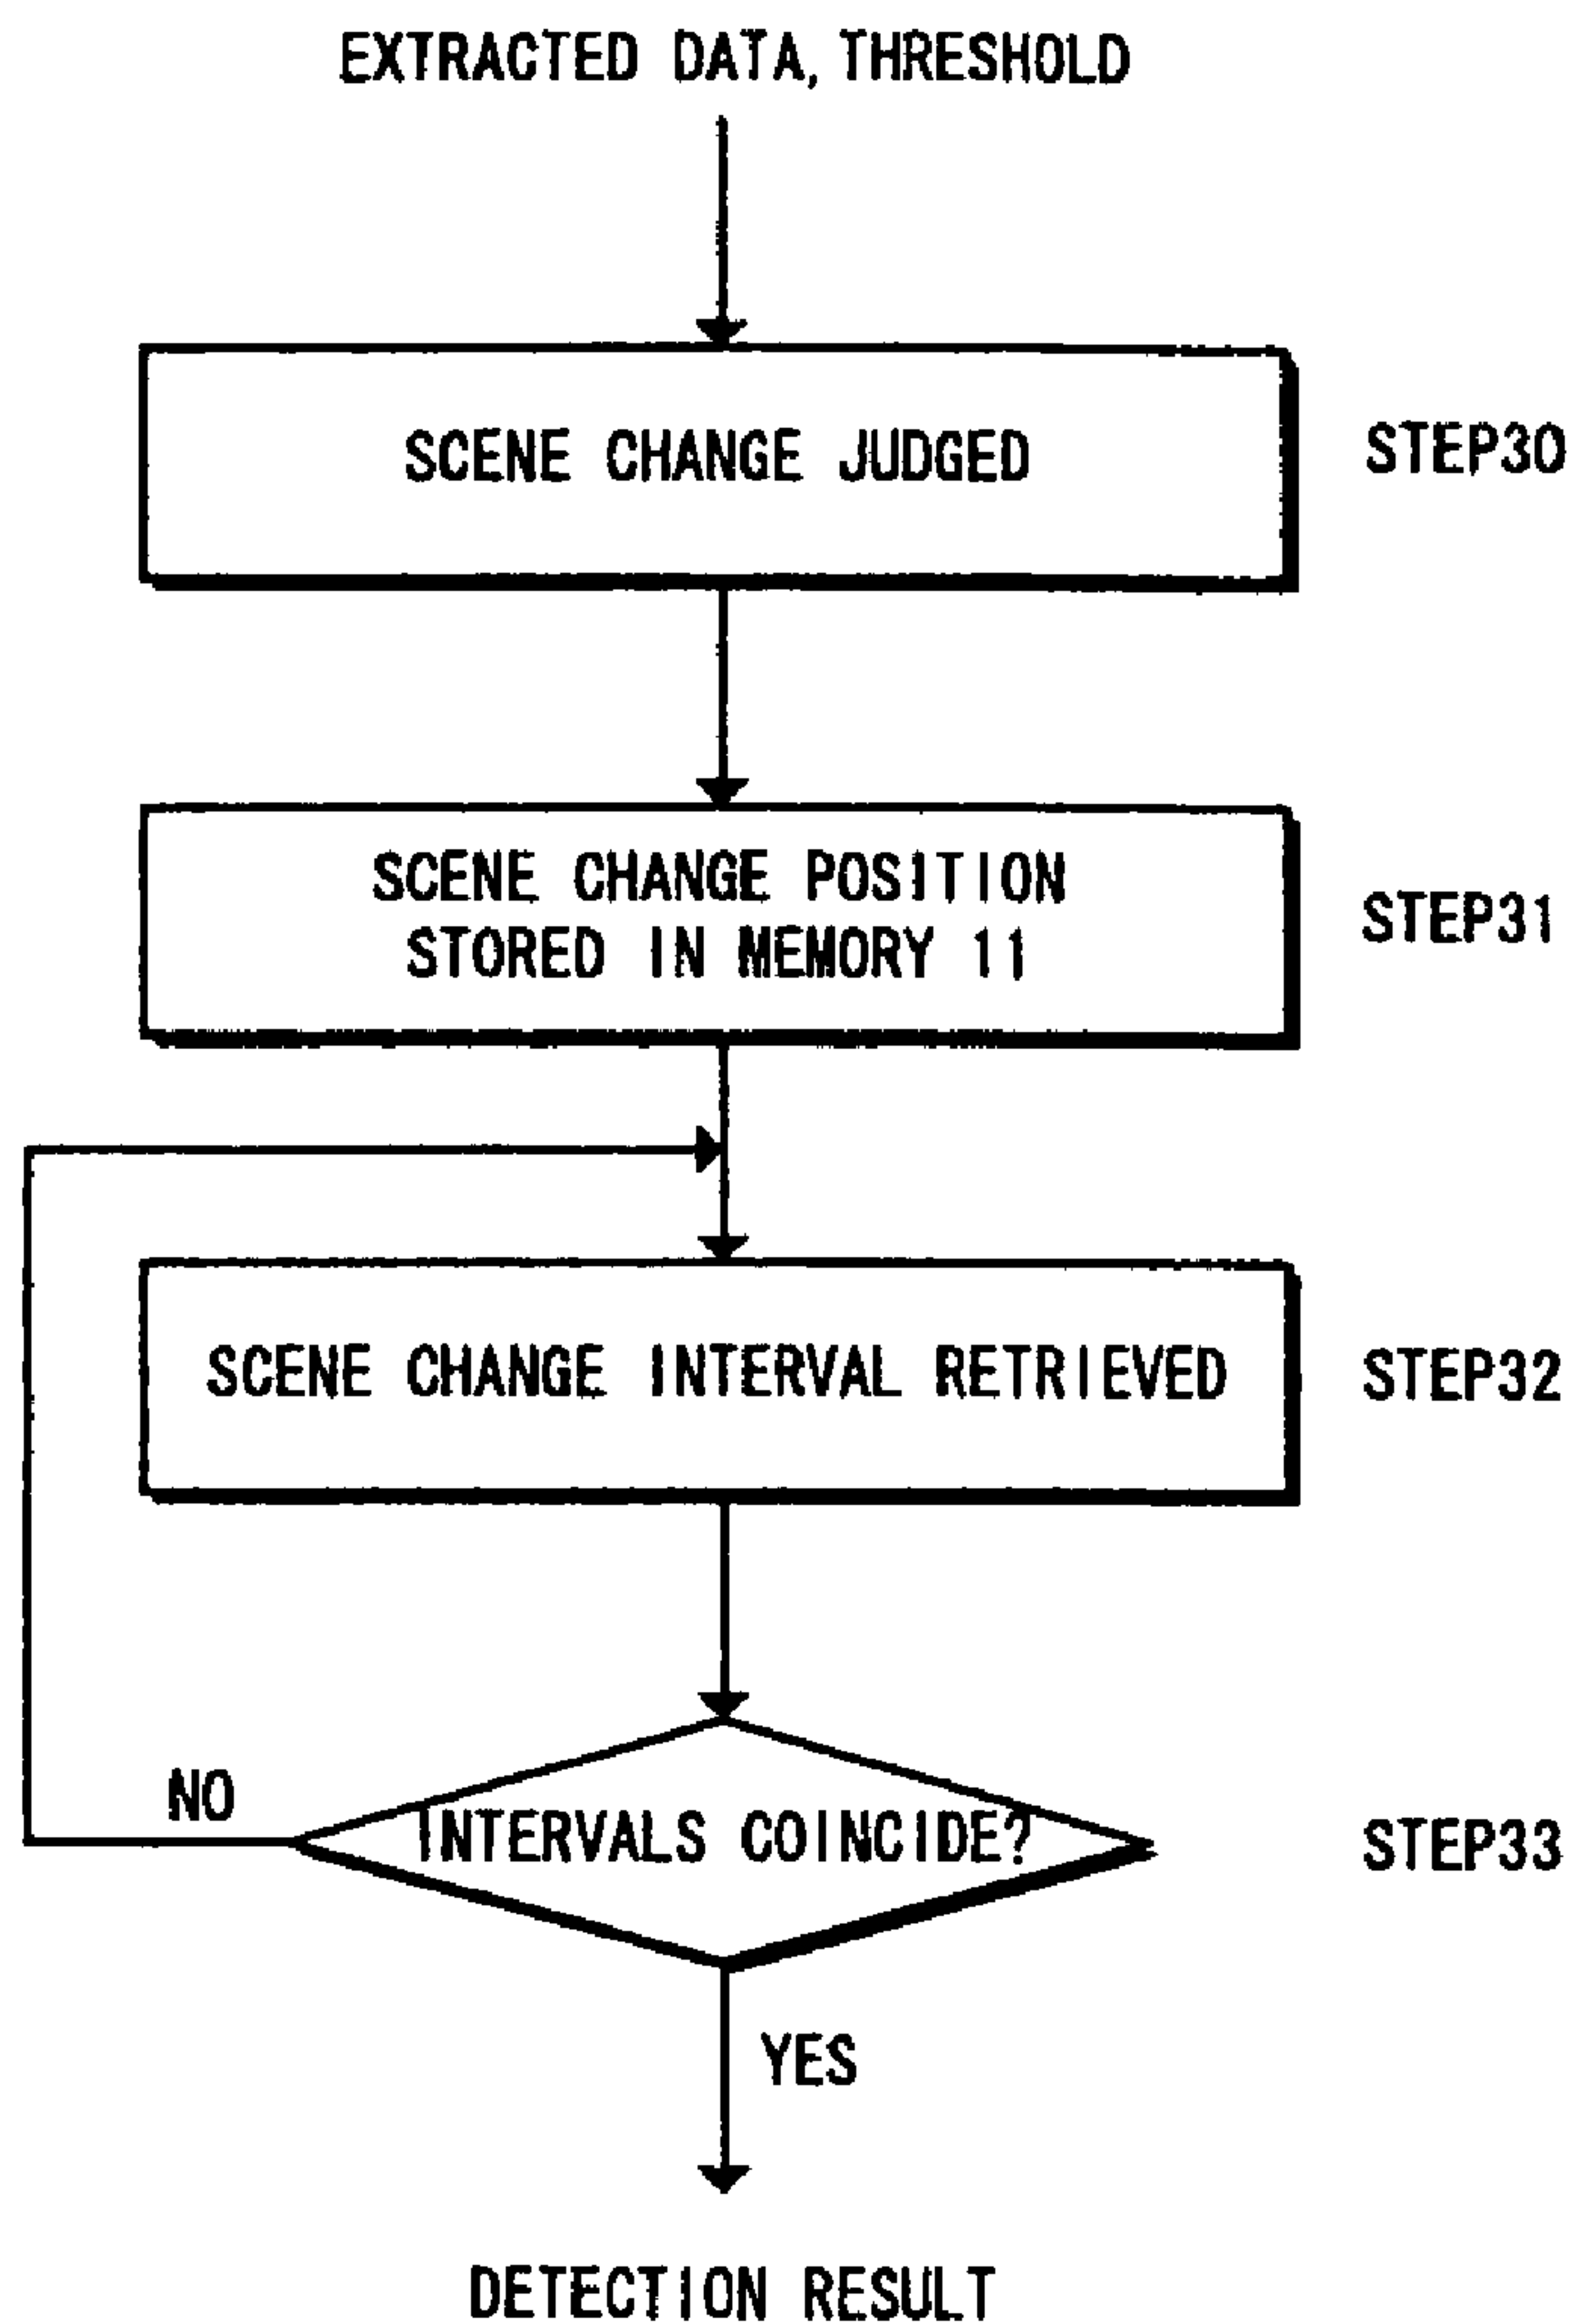 EXTRACTED DATA, THRESHOLD
SCENE CHANGE JUDGED
STEP30
SCENE CHANGE POSITION
STORED IN MEMORY 11
STEP31
SCENE CHANGE INTERVAL RETRIEVED
STEP32
NO
INTERVALS COINCIDE?
STEP33
YES
DETECTION RESULT